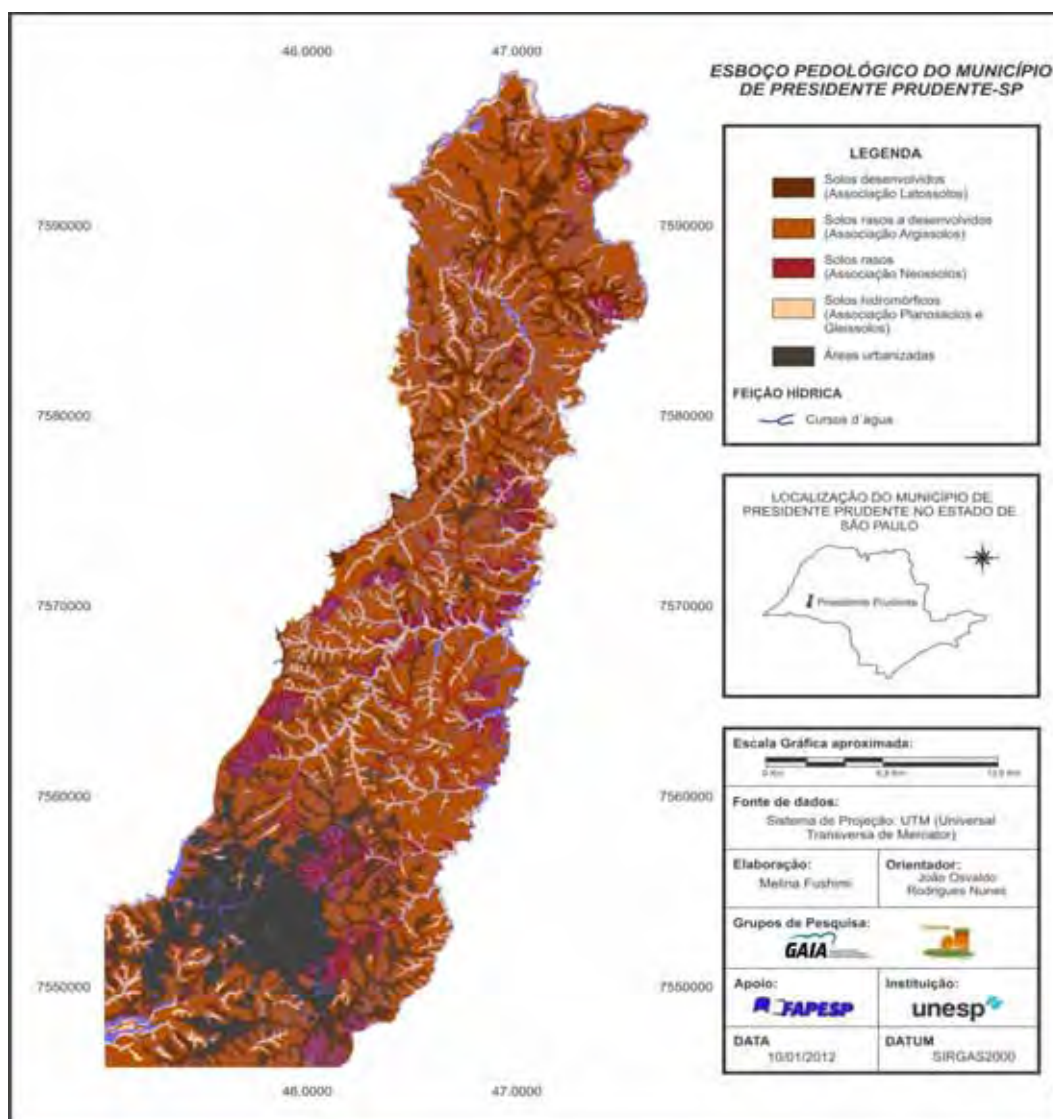 46.0000 47.0000
ESBOÇO PEDOLÓGICO DO MUNICÍPIO
DE PRESIDENTE PRUDENTE-SP
LEGENDA
Solos desenvolvidos
(Associação Latossolos)
Solos rasos a desenvolvidos
(Associação Argissolos)
Solos rasos
(Associação Neossolos)
Solos hidromórficos
(Associação Planossolos e
Gleissolos)
Áreas urbanizadas
FEIÇÃO HÍDRICA
Cursos d'água
7590000 7590000
7580000 7580000
7570000 7570000
7560000 7560000
7550000 7550000
LOCALIZAÇÃO DO MUNICÍPIO DE
PRESIDENTE PRUDENTE NO ESTADO DE
SÃO PAULO
Presidente Prudente
Escala Gráfica aproximada:
0 Km
Fonte de dados:
Sistema de Projeção: UTM (Universal
Transversa de Mercator)
Elaboração:
Melina Fushimi
Orientador:
João Osvaldo
Rodrigues Nunes
Grupos de Pesquisa:
GAIA
Apoio:
FAPESP
Instituição:
unesp
DATA
10/01/2012
DATUM
SIRGAS2000
46.0000 47.0000